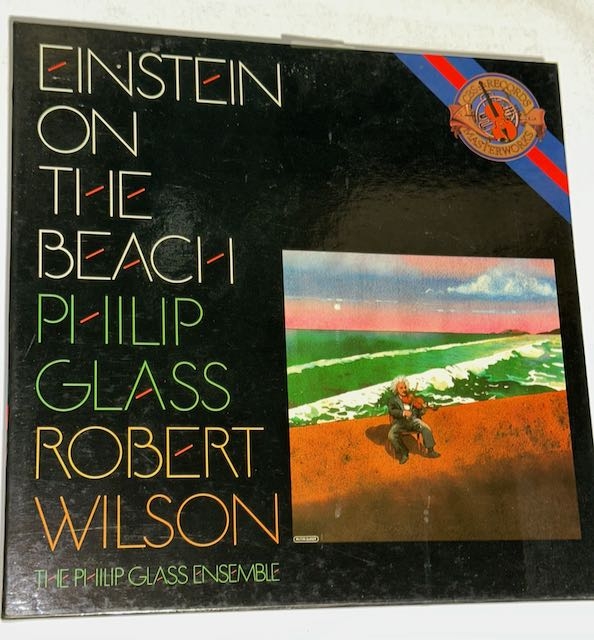 EINSTEIN
ON
THE
BEACH
PHILIP
GLASS
ROBERT
WILSON
THE PHILIP GLASS ENSEMBLE
CBS RECORDS
MASTERWORKS